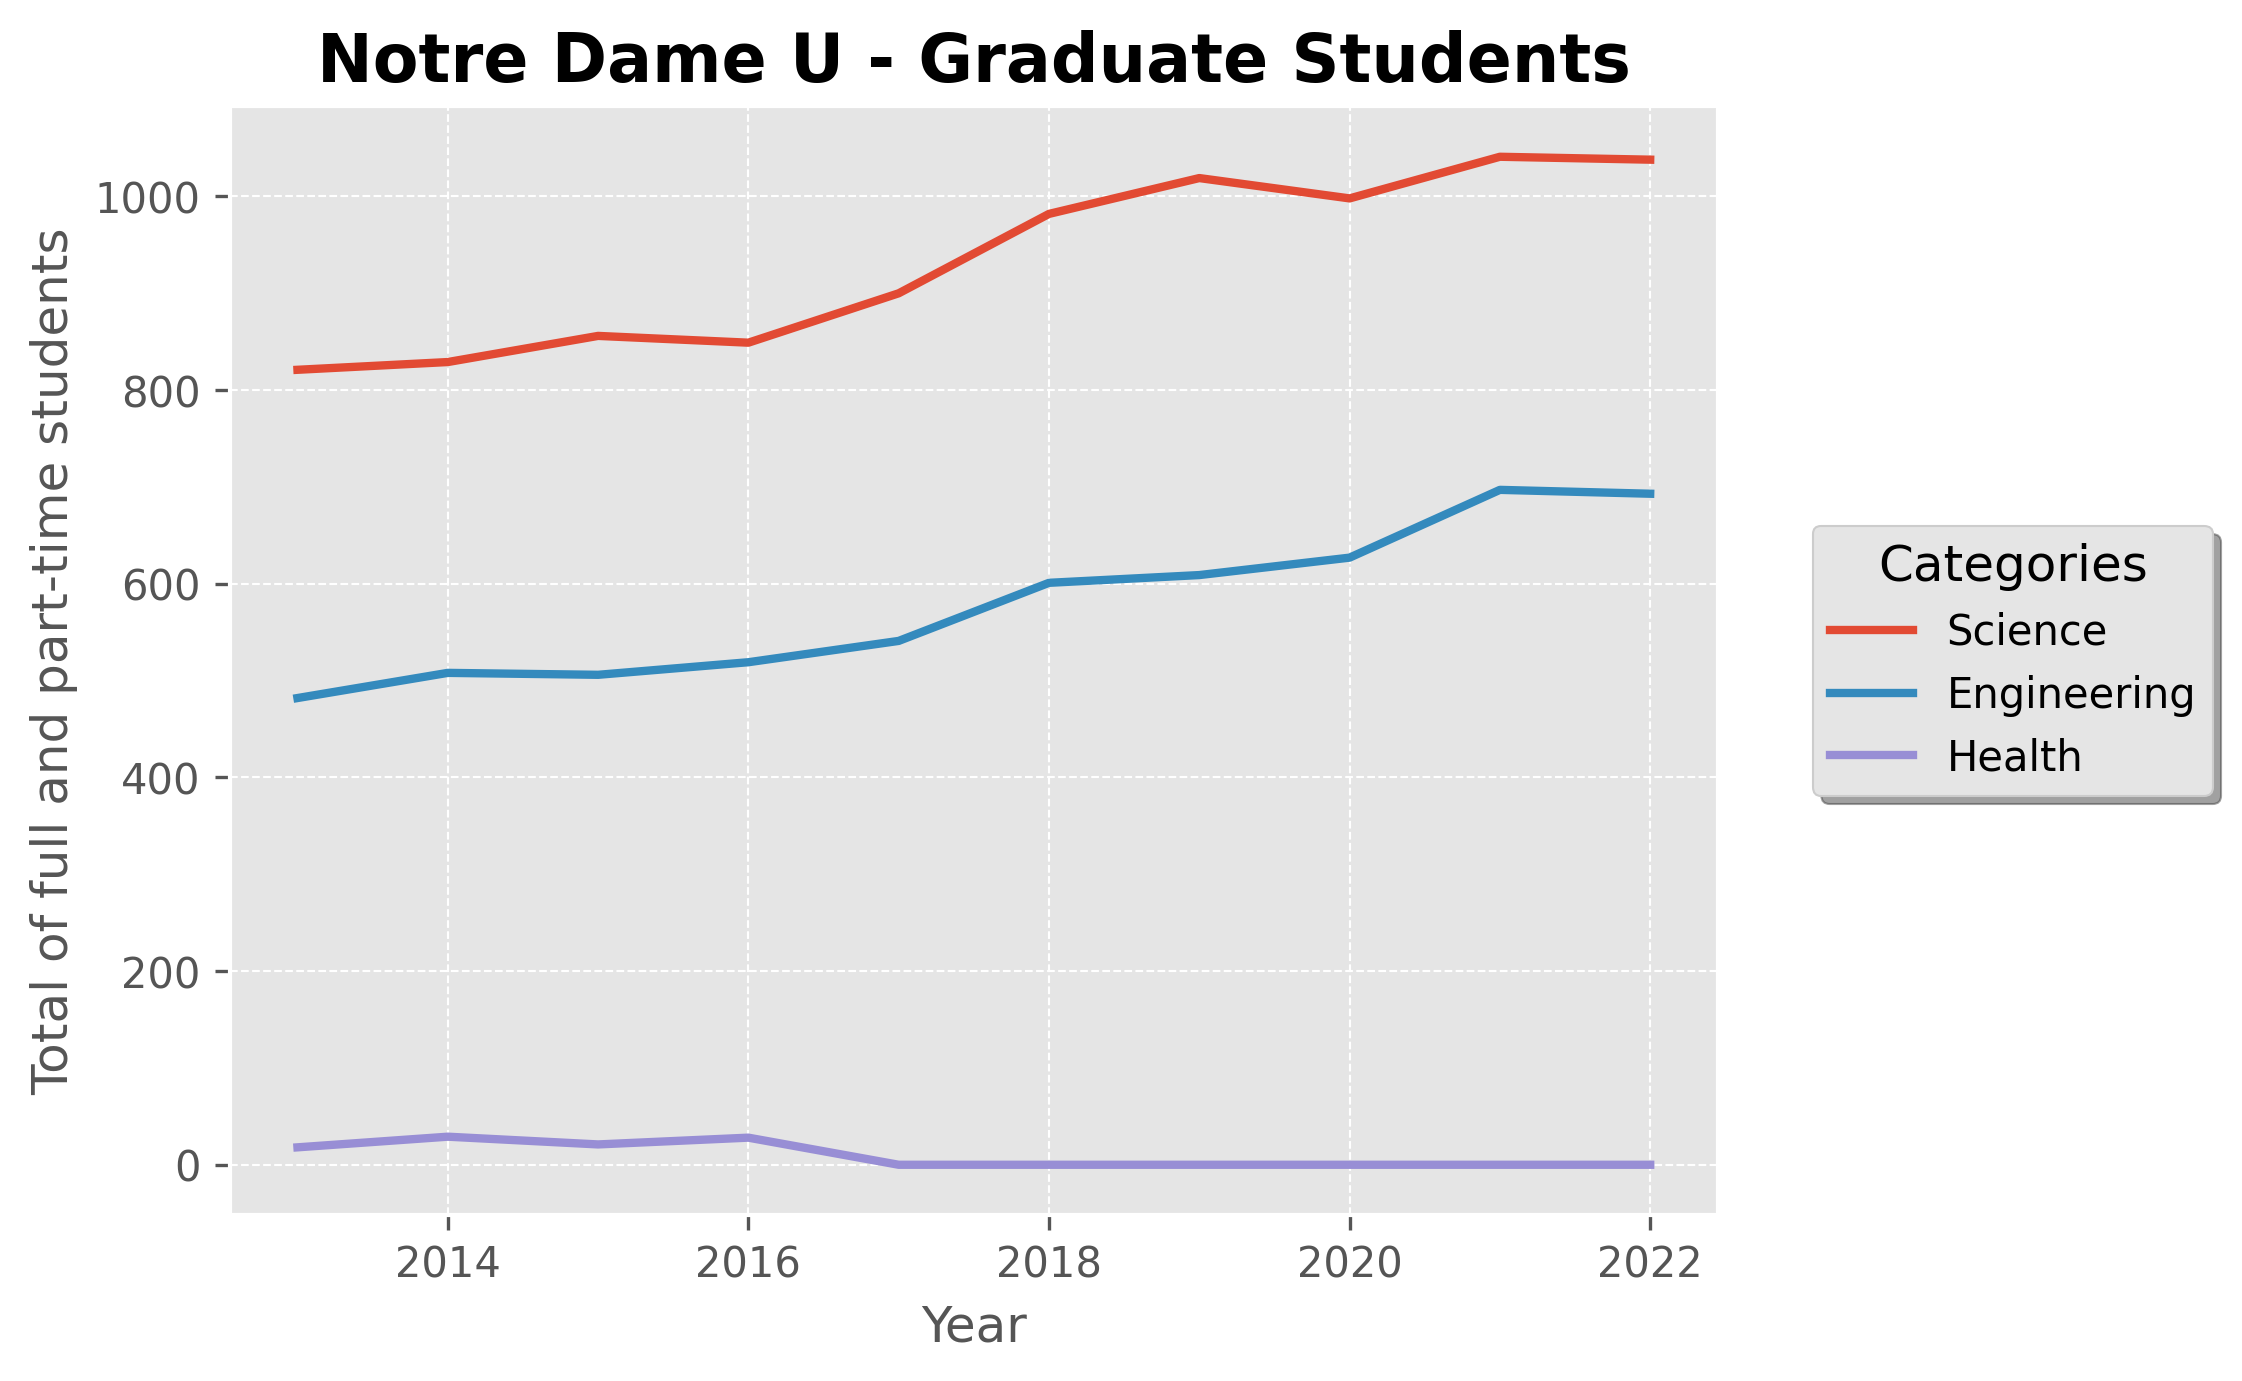 Notre Dame U - Graduate Students
Total of full and part-time students
1000
800
600
400
200
0
2014
2016
2018
2020
2022
Year
Categories
Science
Engineering
Health